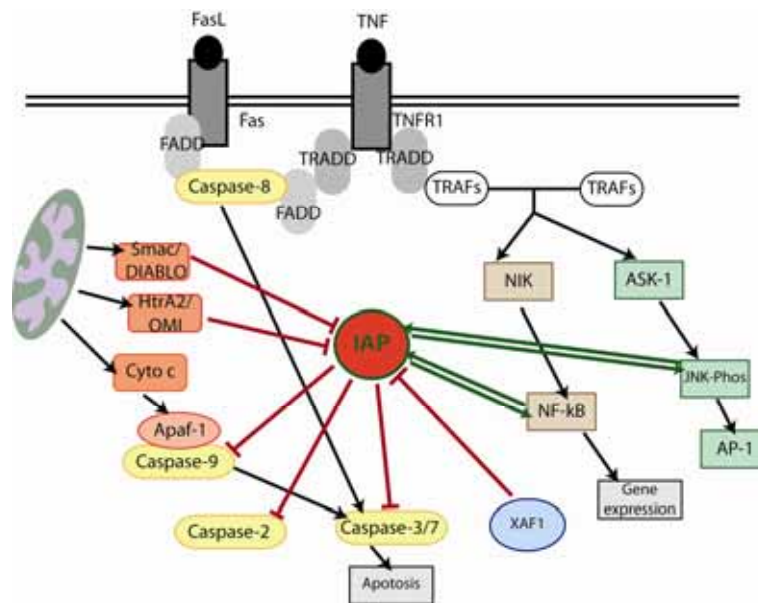 FasL
TNF
Fas
TNFR1
FADD
TRADD
TRADD
Caspase-8
FADD
TRAFs
TRAFs
Smac/
DIABLO
NIK
ASK-1
HtrA2/
OMI
IAP
Cyto c
JNK-Phos
NF-kB
Apaf-1
AP-1
Caspase-9
Gene
expression
Caspase-2
Caspase-3/7
XAF1
Apotosis